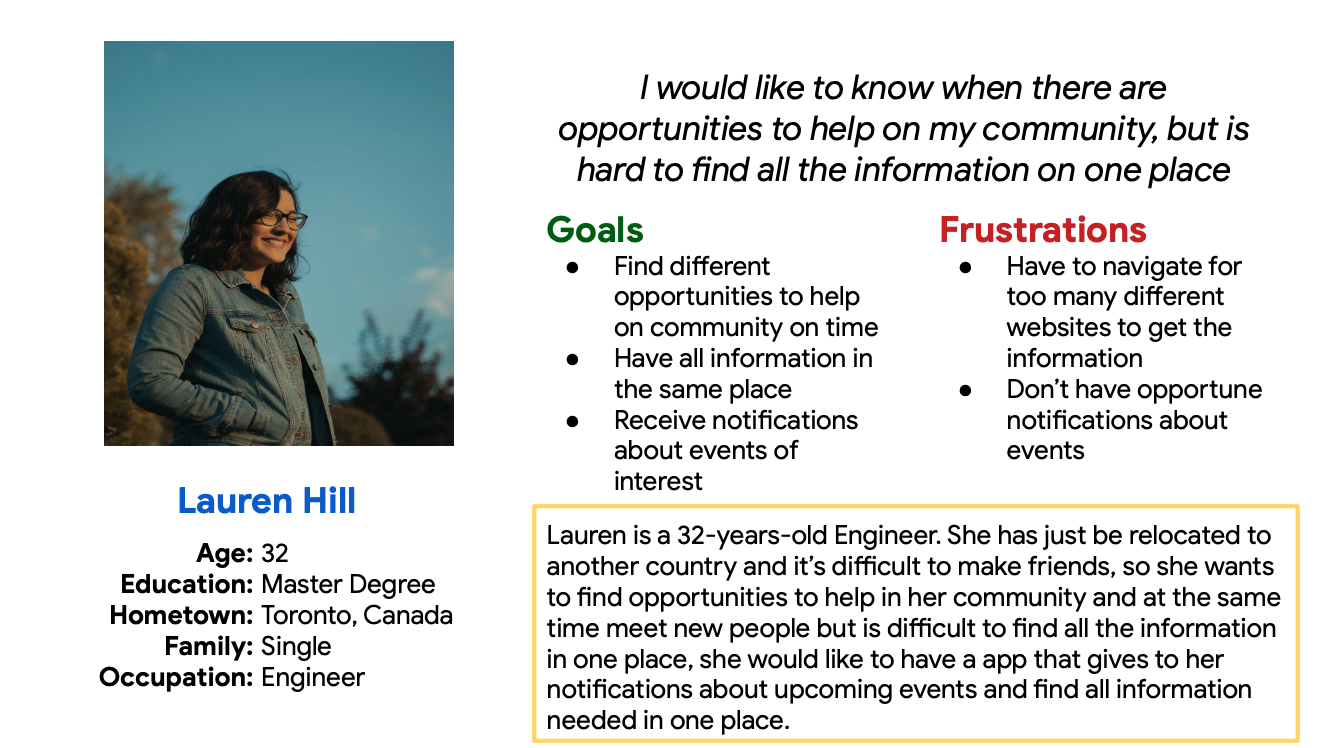 I would like to know when there are
opportunities to help on my community, but is
hard to find all the information on one place
Goals
● Find different
opportunities to help
on community on time
● Have all information in
the same place
● Receive notifications
about events of
interest
Frustrations
● Have to navigate for
too many different
websites to get the
information
● Don’t have opportune
notifications about
events
Lauren Hill
Age: 32
Education: Master Degree
Hometown: Toronto, Canada
Family: Single
Occupation: Engineer
Lauren is a 32-years-old Engineer. She has just be relocated to
another country and it’s difficult to make friends, so she wants
to find opportunities to help in her community and at the same
time meet new people but is difficult to find all the information
in one place, she would like to have a app that gives to her
notifications about upcoming events and find all information
needed in one place.